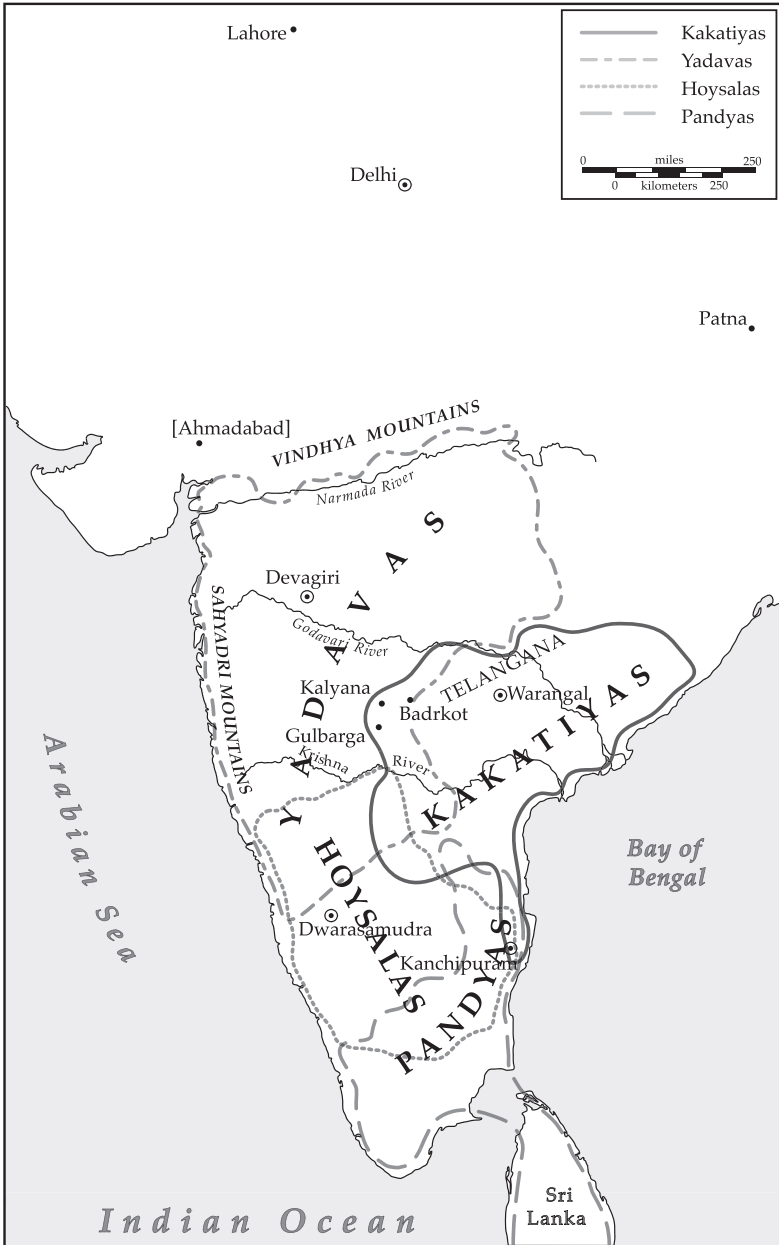 Lahore
Kakatiyas
Yadavas
Hoysalas
Pandyas
0 miles 250
0 kilometers 250
Delhi
Patna
[Ahmadabad]
VINDHYA MOUNTAINS
Narmada River
YADAVAS
Devagiri
SAHYADRI MOUNTAINS
Godavari River
TELANGANA
Kalyana
Warangal
Badrkot
Gulbarga
KAKATIYAS
Krishna River
Arabian Sea
HOYSALAS
Bay of
Bengal
Dwarasamudra
Kanchipuram
PANDYAS
Sri
Lanka
Indian Ocean